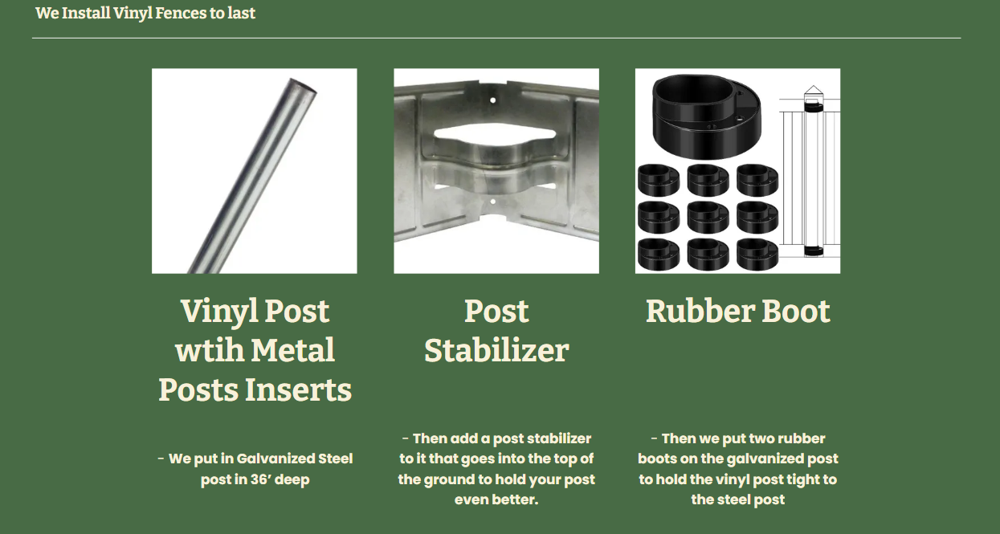 We Install Vinyl Fences to last
Vinyl Post
wtih Metal
Posts Inserts
- We put in Galvanized Steel
post in 36’ deep
Post
Stabilizer
- Then add a post stabilizer
to it that goes into the top of
the ground to hold your post
even better.
Rubber Boot
- Then we put two rubber
boots on the galvanized post
to hold the vinyl post tight to
the steel post